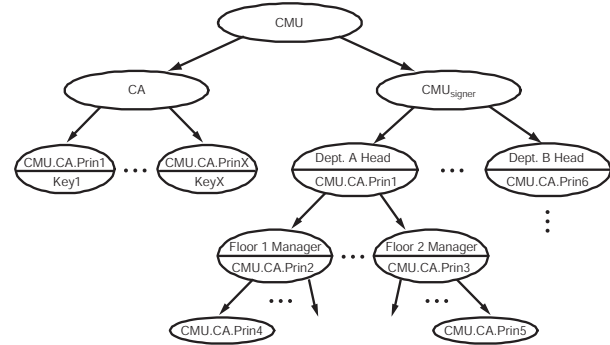 CMU
CA
CMUsigner
CMU.CA.Prin1
Key1
CMU.CA.PrinX
KeyX
Dept. A Head
CMU.CA.Prin1
Dept. B Head
CMU.CA.Prin6
Floor 1 Manager
CMU.CA.Prin2
Floor 2 Manager
CMU.CA.Prin3
CMU.CA.Prin4
CMU.CA.Prin5